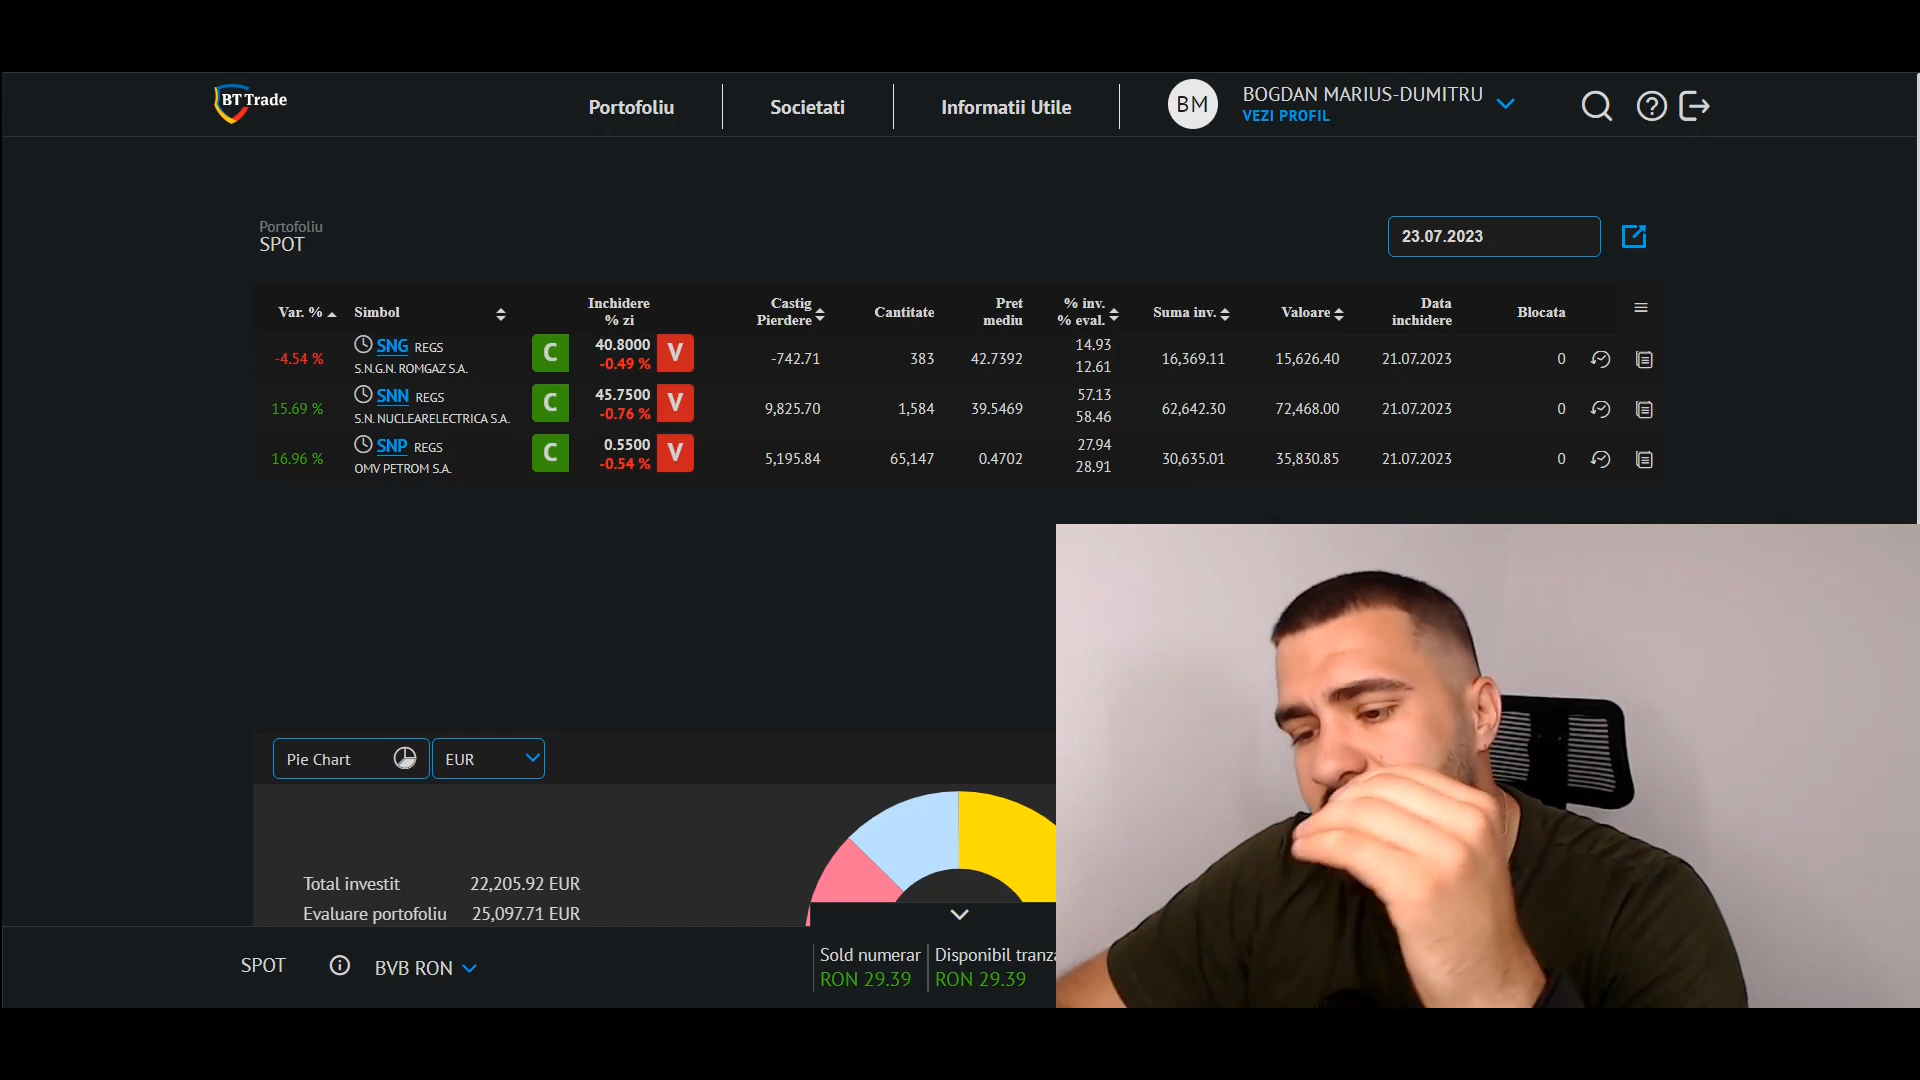 BT Trade
Portofoliu
Societati
Informatii Utile
BM
BOGDAN MARIUS-DUMITRU
VEZI PROFIL
Portofoliu
SPOT
23.07.2023
Var. % Simbol Inchidere % zi Castig Pierdere Cantitate Pret mediu % inv. % eval. Suma inv. Valoare Data inchidere Blocata
-4.54 % SNG REGS S.N.G.N. ROMGAZ S.A. C 40.8000 -0.49 % V -742.71 383 42.7392 14.93 12.61 16,369.11 15,626.40 21.07.2023 0
15.69 % SNN REGS S.N. NUCLEARELECTRICA S.A. C 45.7500 -0.76 % V 9,825.70 1,584 39.5469 57.13 58.46 62,642.30 72,468.00 21.07.2023 0
16.96 % SNP REGS OMV PETROM S.A. C 0.5500 -0.54 % V 5,195.84 65,147 0.4702 27.94 28.91 30,635.01 35,830.85 21.07.2023 0
Pie Chart
EUR
Total investit 22,205.92 EUR
Evaluare portofoliu 25,097.71 EUR
SPOT
BVB RON
Sold numerar
RON 29.39
Disponibil tranza
RON 29.39